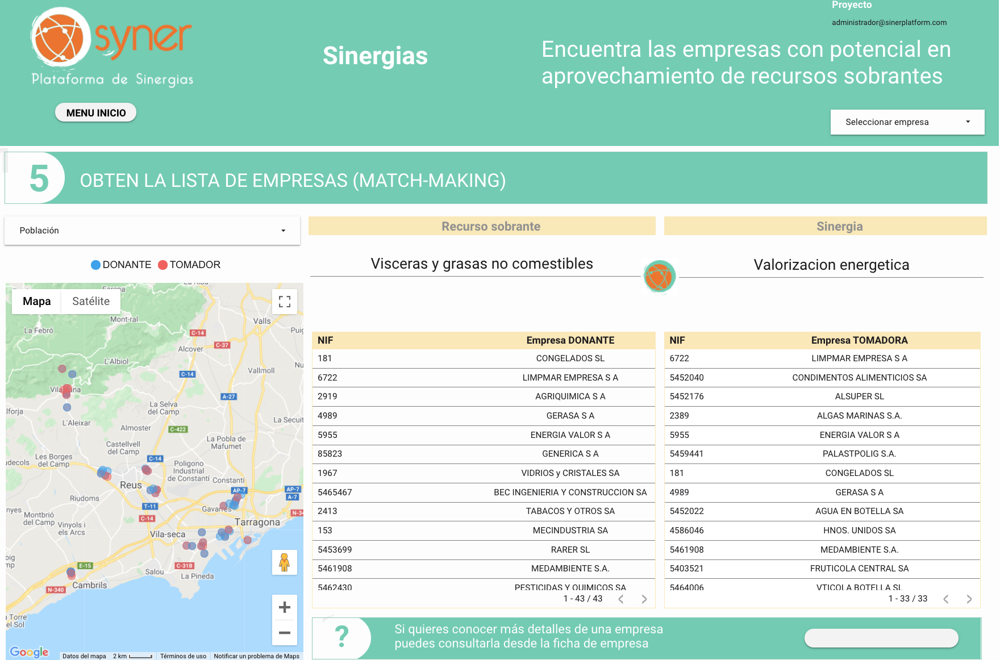 Proyecto
administrador@sinerplatform.com
syner
Plataforma de Sinergias
Sinergias
Encuentra las empresas con potencial en
aprovechamiento de recursos sobrantes
MENU INICIO
Seleccionar empresa
5
OBTEN LA LISTA DE EMPRESAS (MATCH-MAKING)
Población
DONANTE TOMADOR
Recurso sobrante
Sinergia
Visceras y grasas no comestibles
Valorizacion energetica
Mapa Satélite
Farena
Mont-ral
Valls
La Febró
Puig
C-14
C-37
Alcover
L'Albiol
Nu
Vallmoll
C-14
A-27
lforja
La Selva
del Camp
L'Aleixar
Almoster
C-422
La Secuit
La Pobla de
Mafumet
Castellvell
del Camp
Les Borges
del Camp
udecols
C-14
Poligono
Industrial
de Constantí
Constantí
Reus
AP-7
AP-7
A-7
Riudoms
T-11
Gavarres
nyes
Montbrió
del Camp
C-14
N-34
Tarragona
Vinyols i
els Arcs
Vila-seca
oig
mp
E-15
C-31B
Salou
La Pineda
Cambrils
N-340
a Torre
el Sol
Google
Datos del mapa 2 km Términos de uso Notificar un problema de Maps
NIF Empresa DONANTE
181 CONGELADOS SL
6722 LIMPMAR EMPRESA S A
2919 AGRIQUIMICA S A
4989 GERASA S A
5955 ENERGIA VALOR S A
85823 GENERICA S A
1967 VIDRIOS y CRISTALES SA
5465467 BEC INGENIERIA Y CONSTRUCCION SA
2413 TABACOS Y OTROS SA
153 MECINDUSTRIA SA
5453699 RARER SL
5461908 MEDAMBIENTE S.A.
5462430 PESTICIDAS Y QUIMICOS SA
1 - 43 / 43
NIF Empresa TOMADORA
6722 LIMPMAR EMPRESA S A
5452040 CONDIMENTOS ALIMENTICIOS SA
5452176 ALSUPER SL
2389 ALGAS MARINAS S.A.
5955 ENERGIA VALOR S A
5459441 PALASTPOLIG S.A.
181 CONGELADOS SL
4989 GERASA S A
5452022 AGUA EN BOTELLA SA
4586046 HNOS. UNIDOS SA
5461908 MEDAMBIENTE S.A.
5403521 FRUTICOLA CENTRAL SA
5464006 VTICOLA BOTELLA SL
1 - 33 / 33
?
Si quieres conocer más detalles de una empresa
puedes consultarla desde la ficha de empresa